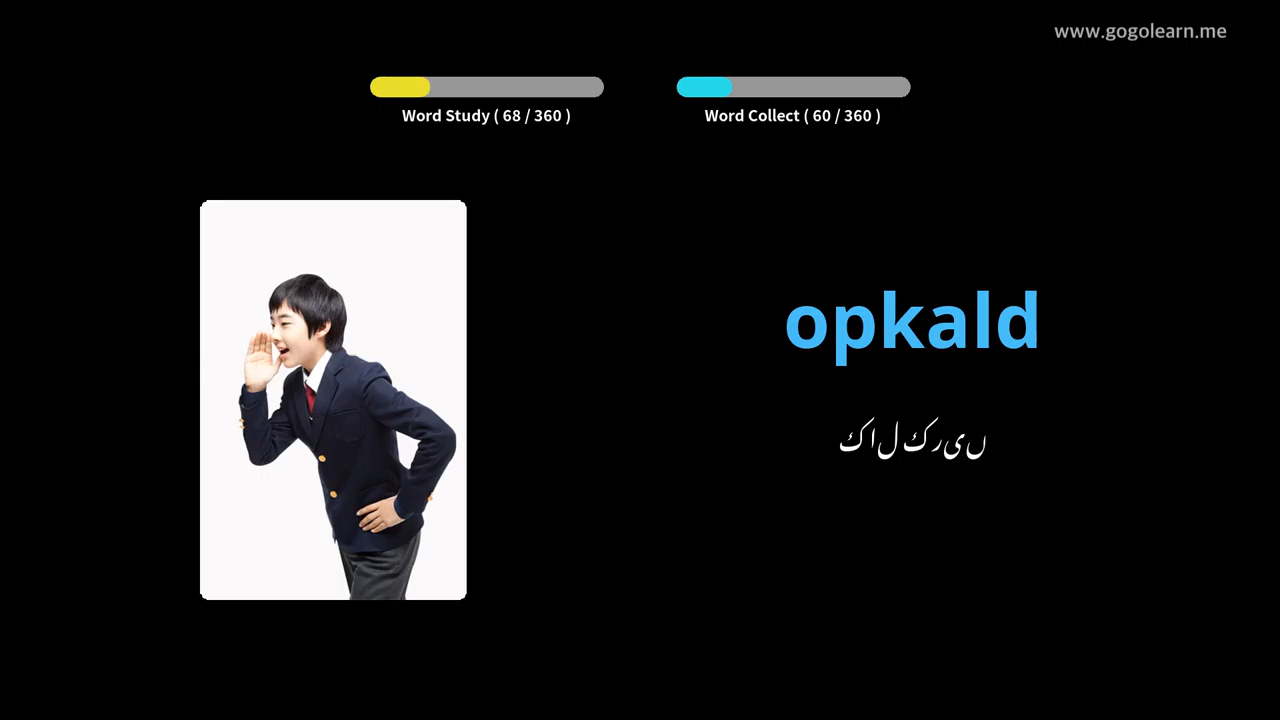 www.gogolearn.me
Word Study ( 68 / 360 )
Word Collect ( 60 / 360 )
opkald
کال کریں